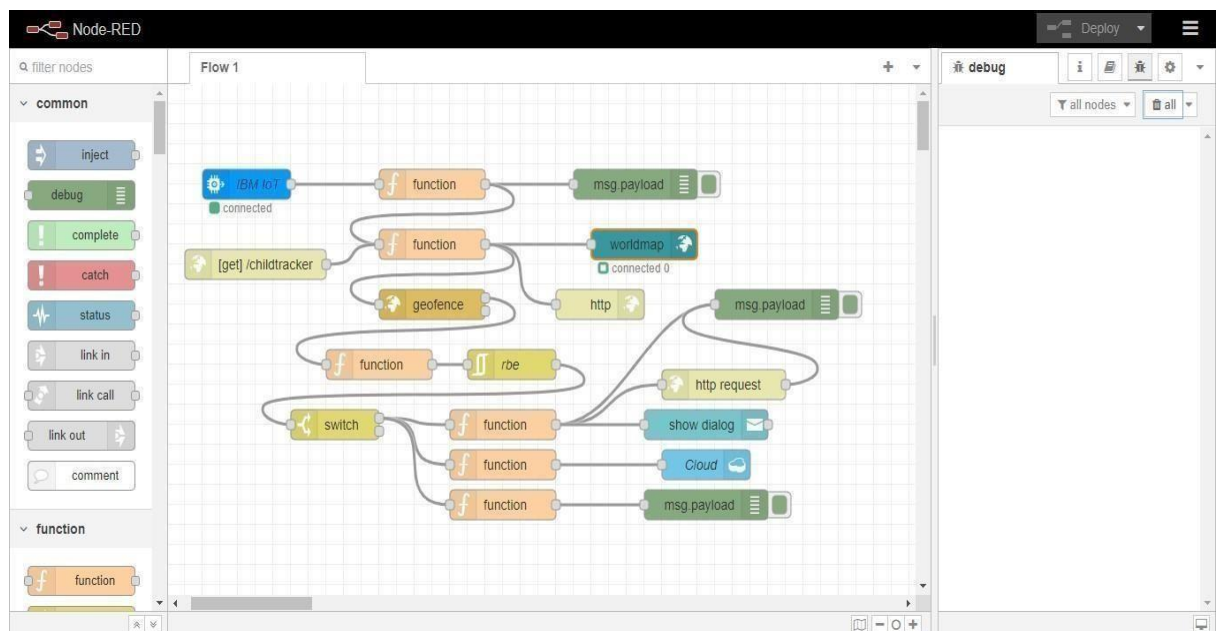 Node-RED
Deploy
filter nodes
Flow 1
debug
i
common
all nodes
all
inject
debug
complete
catch
status
link in
link call
link out
comment
function
function
IBM IoT
connected
function
msg.payload
[get] /childtracker
function
worldmap
connected 0
geofence
http
msg.payload
function
rbe
http request
switch
function
show dialog
function
Cloud
function
msg.payload